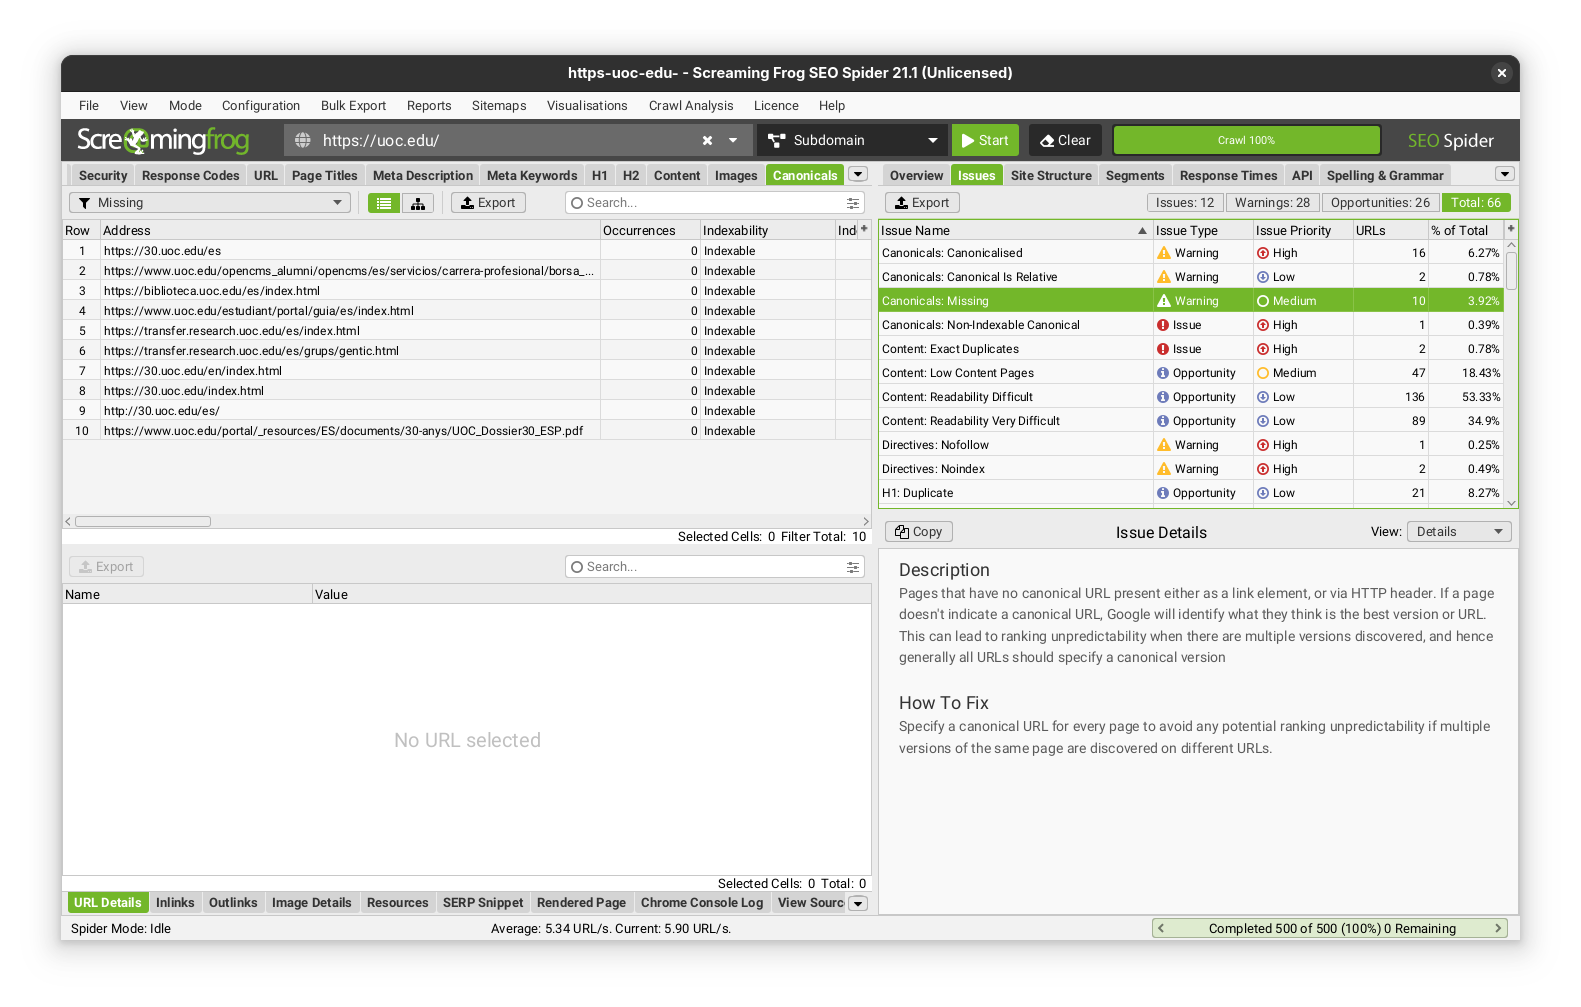 https-uoc-edu- - Screaming Frog SEO Spider 21.1 (Unlicensed)
File View Mode Configuration Bulk Export Reports Sitemaps Visualisations Crawl Analysis Licence Help
Screamingfrog https://uoc.edu/ Subdomain Start Clear Crawl 100% SEO Spider
Security Response Codes URL Page Titles Meta Description Meta Keywords H1 H2 Content Images Canonicals
Missing Export Search...
Row Address Occurrences Indexability Ind
1 https://30.uoc.edu/es 0 Indexable
2 https://www.uoc.edu/opencms_alumni/opencms/es/servicios/carrera-profesional/borsa_... 0 Indexable
3 https://biblioteca.uoc.edu/es/index.html 0 Indexable
4 https://www.uoc.edu/estudiant/portal/guia/es/index.html 0 Indexable
5 https://transfer.research.uoc.edu/es/index.html 0 Indexable
6 https://transfer.research.uoc.edu/es/grups/gentic.html 0 Indexable
7 https://30.uoc.edu/en/index.html 0 Indexable
8 https://30.uoc.edu/index.html 0 Indexable
9 http://30.uoc.edu/es/ 0 Indexable
10 https://www.uoc.edu/portal/_resources/ES/documents/30-anys/UOC_Dossier30_ESP.pdf 0 Indexable
Selected Cells: 0 Filter Total: 10
Export Search...
Name Value
No URL selected
Selected Cells: 0 Total: 0
URL Details Inlinks Outlinks Image Details Resources SERP Snippet Rendered Page Chrome Console Log View Sourc
Overview Issues Site Structure Segments Response Times API Spelling & Grammar
Export Issues: 12 Warnings: 28 Opportunities: 26 Total: 66
Issue Name Issue Type Issue Priority URLs % of Total
Canonicals: Canonicalised Warning High 16 6.27%
Canonicals: Canonical Is Relative Warning Low 2 0.78%
Canonicals: Missing Warning Medium 10 3.92%
Canonicals: Non-Indexable Canonical Issue High 1 0.39%
Content: Exact Duplicates Issue High 2 0.78%
Content: Low Content Pages Opportunity Medium 47 18.43%
Content: Readability Difficult Opportunity Low 136 53.33%
Content: Readability Very Difficult Opportunity Low 89 34.9%
Directives: Nofollow Warning High 1 0.25%
Directives: Noindex Warning High 2 0.49%
H1: Duplicate Opportunity Low 21 8.27%
Copy Issue Details View: Details
Description
Pages that have no canonical URL present either as a link element, or via HTTP header. If a page
doesn't indicate a canonical URL, Google will identify what they think is the best version or URL.
This can lead to ranking unpredictability when there are multiple versions discovered, and hence
generally all URLs should specify a canonical version
How To Fix
Specify a canonical URL for every page to avoid any potential ranking unpredictability if multiple
versions of the same page are discovered on different URLs.
Spider Mode: Idle Average: 5.34 URL/s. Current: 5.90 URL/s. Completed 500 of 500 (100%) 0 Remaining